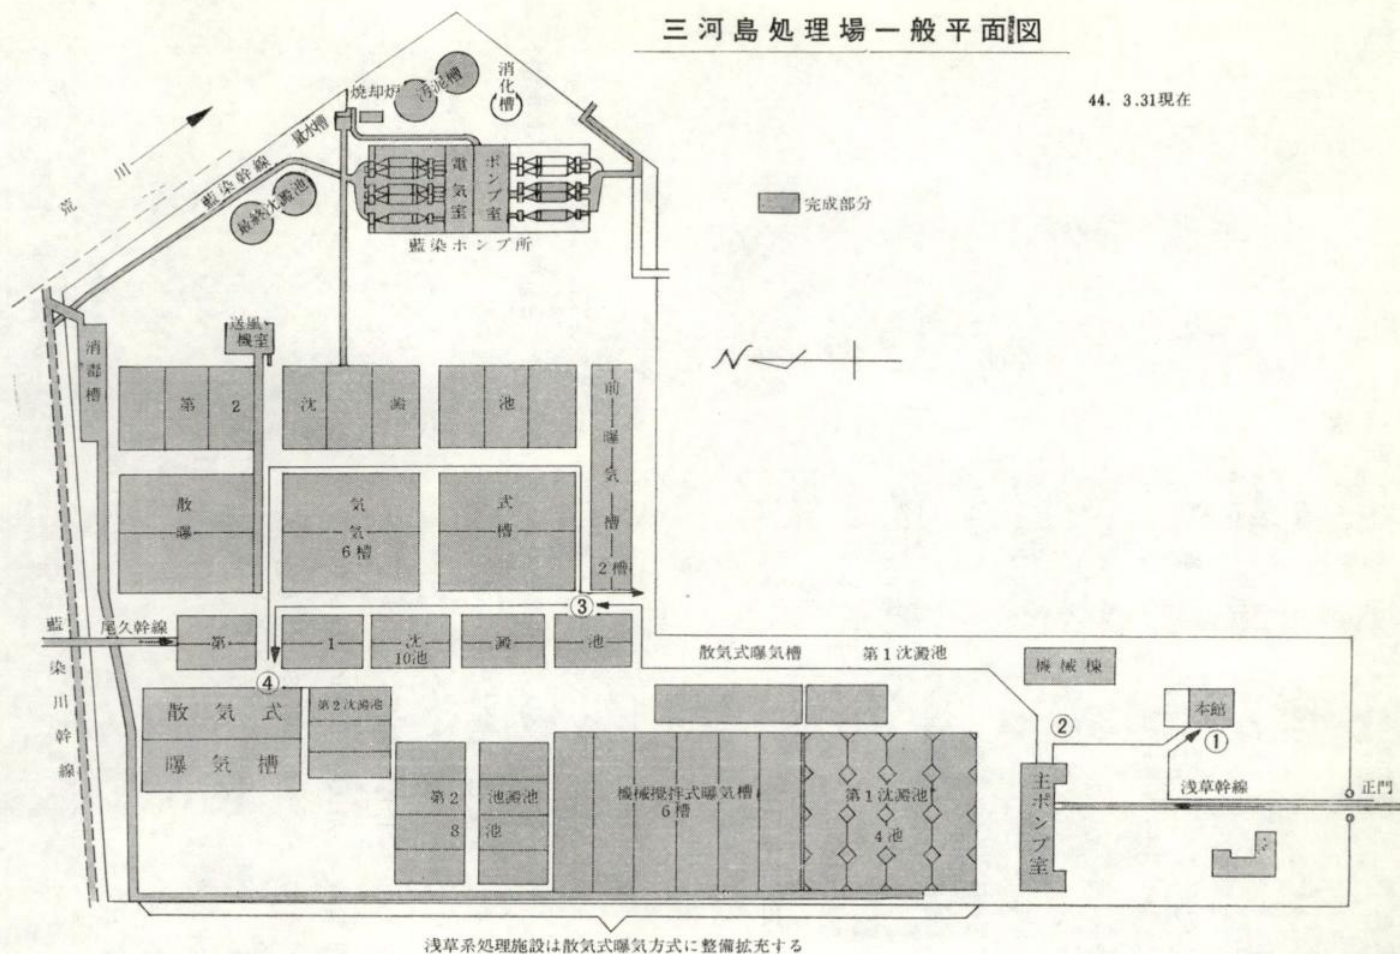 三河島処理場一般平面図
44. 3.31現在
完成部分
荒川
藍染幹線
量水槽
焼却炉
汚泥槽
消化槽
最終沈澱池
電気室
ポンプ室
藍染ポンプ所
送風機室
消毒槽
第2沈澱池
前曝気槽
2槽
散気式
曝気槽
6槽
N
藍染川幹線
尾久幹線
第1沈澱池
10池
③
④
散気式曝気槽
第1沈澱池
機械棟
散気式
曝気槽
第2沈澱池
第2池澱池
8池
機械攪拌式曝気槽
6槽
第1沈澱池
4池
主ポンプ室
②
本館
①
浅草幹線
正門
浅草系処理施設は散気式曝気方式に整備拡充する